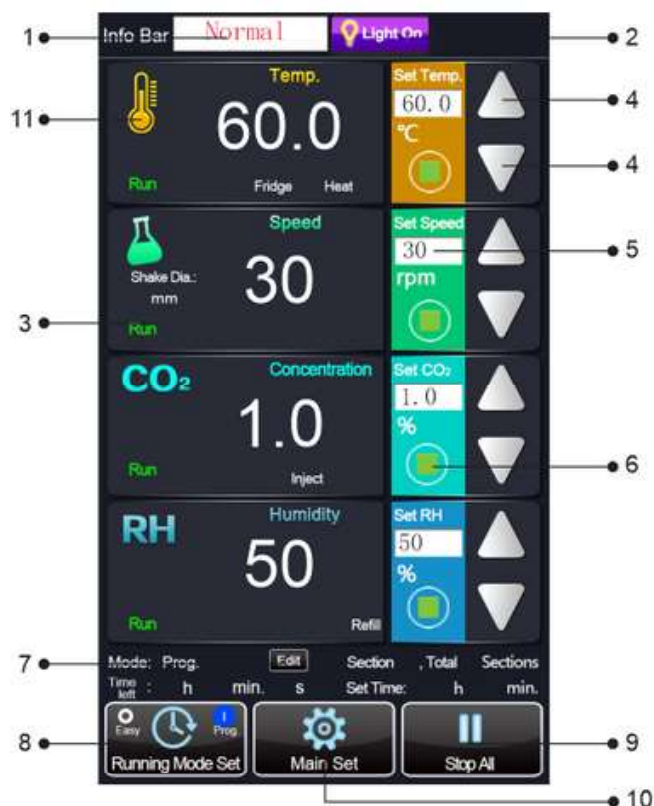 1 Info Bar Normal Light On 2
Temp. Set Temp.
60.0 60.0 4
11 ℃
4
Run Fridge Heat
Speed Set Speed
30 30 5
Shake Dia.: rpm
mm
3 Run
CO₂ Concentration Set CO₂
1.0 1.0
%
6
Run Inject
RH Humidity Set RH
50 50
%
Run Refill
7 Mode: Prog. Edit Section , Total Sections
Time left : h min. s Set Time: h min.
Easy Prog.
8 Running Mode Set Main Set Stop All 9
10